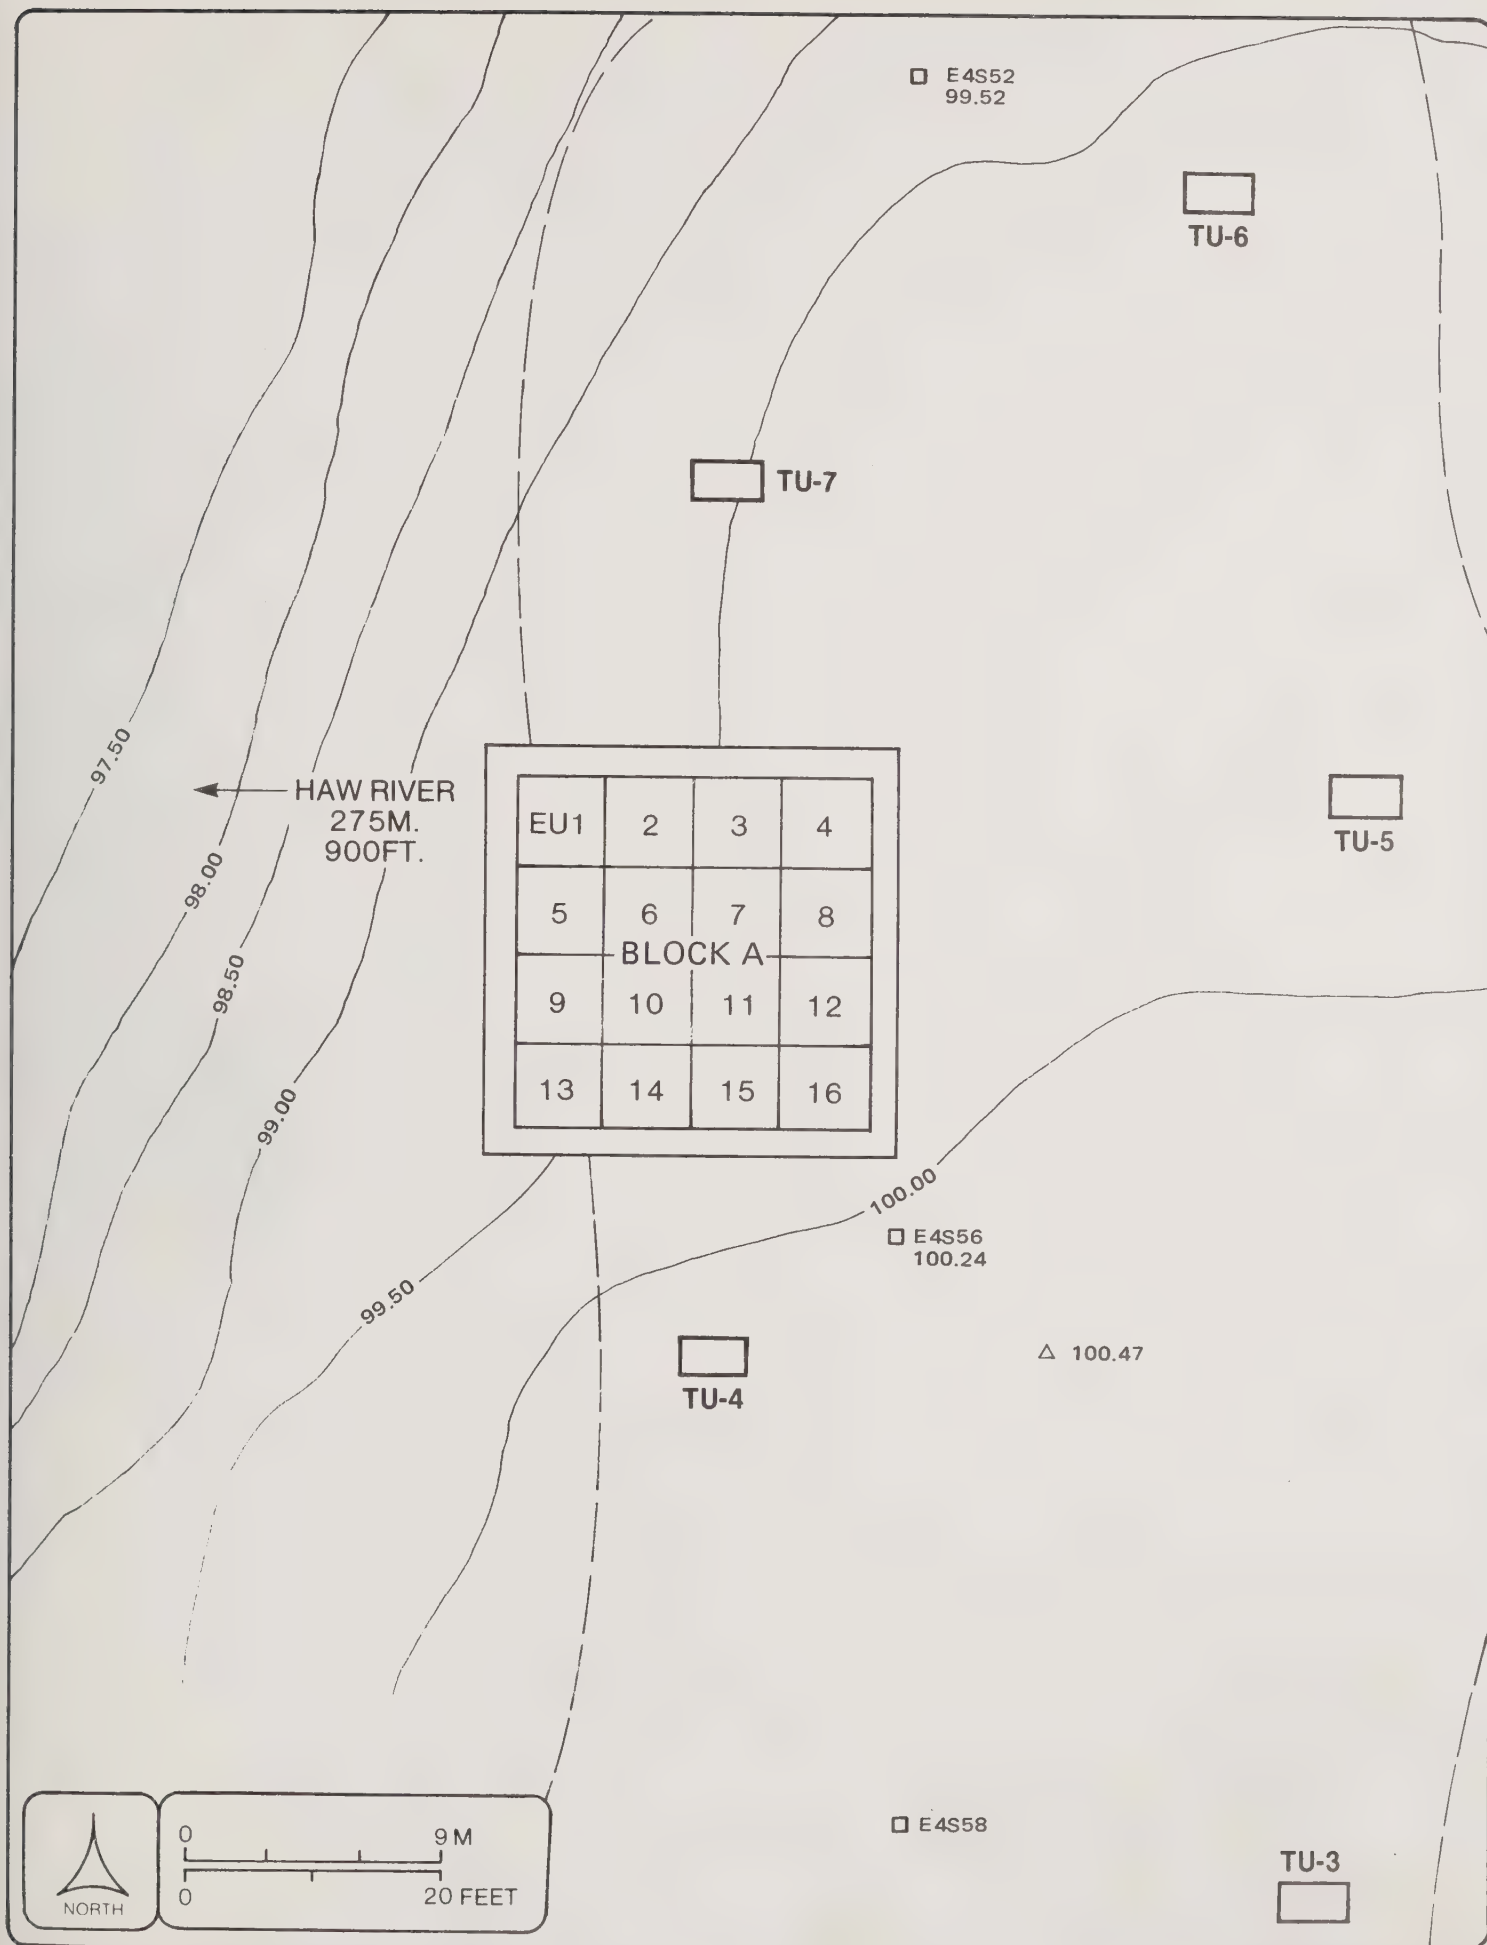 E4S52
99.52
TU-6
TU-7
97.50
HAW RIVER
275M.
900FT.
EU1 2 3 4
TU-5
98.00
5 6 7 8
BLOCK A
98.50
9 10 11 12
99.00
13 14 15 16
100.00
E4S56
100.24
99.50
100.47
TU-4
E4S58
TU-3
NORTH
0 9 M
0 20 FEET